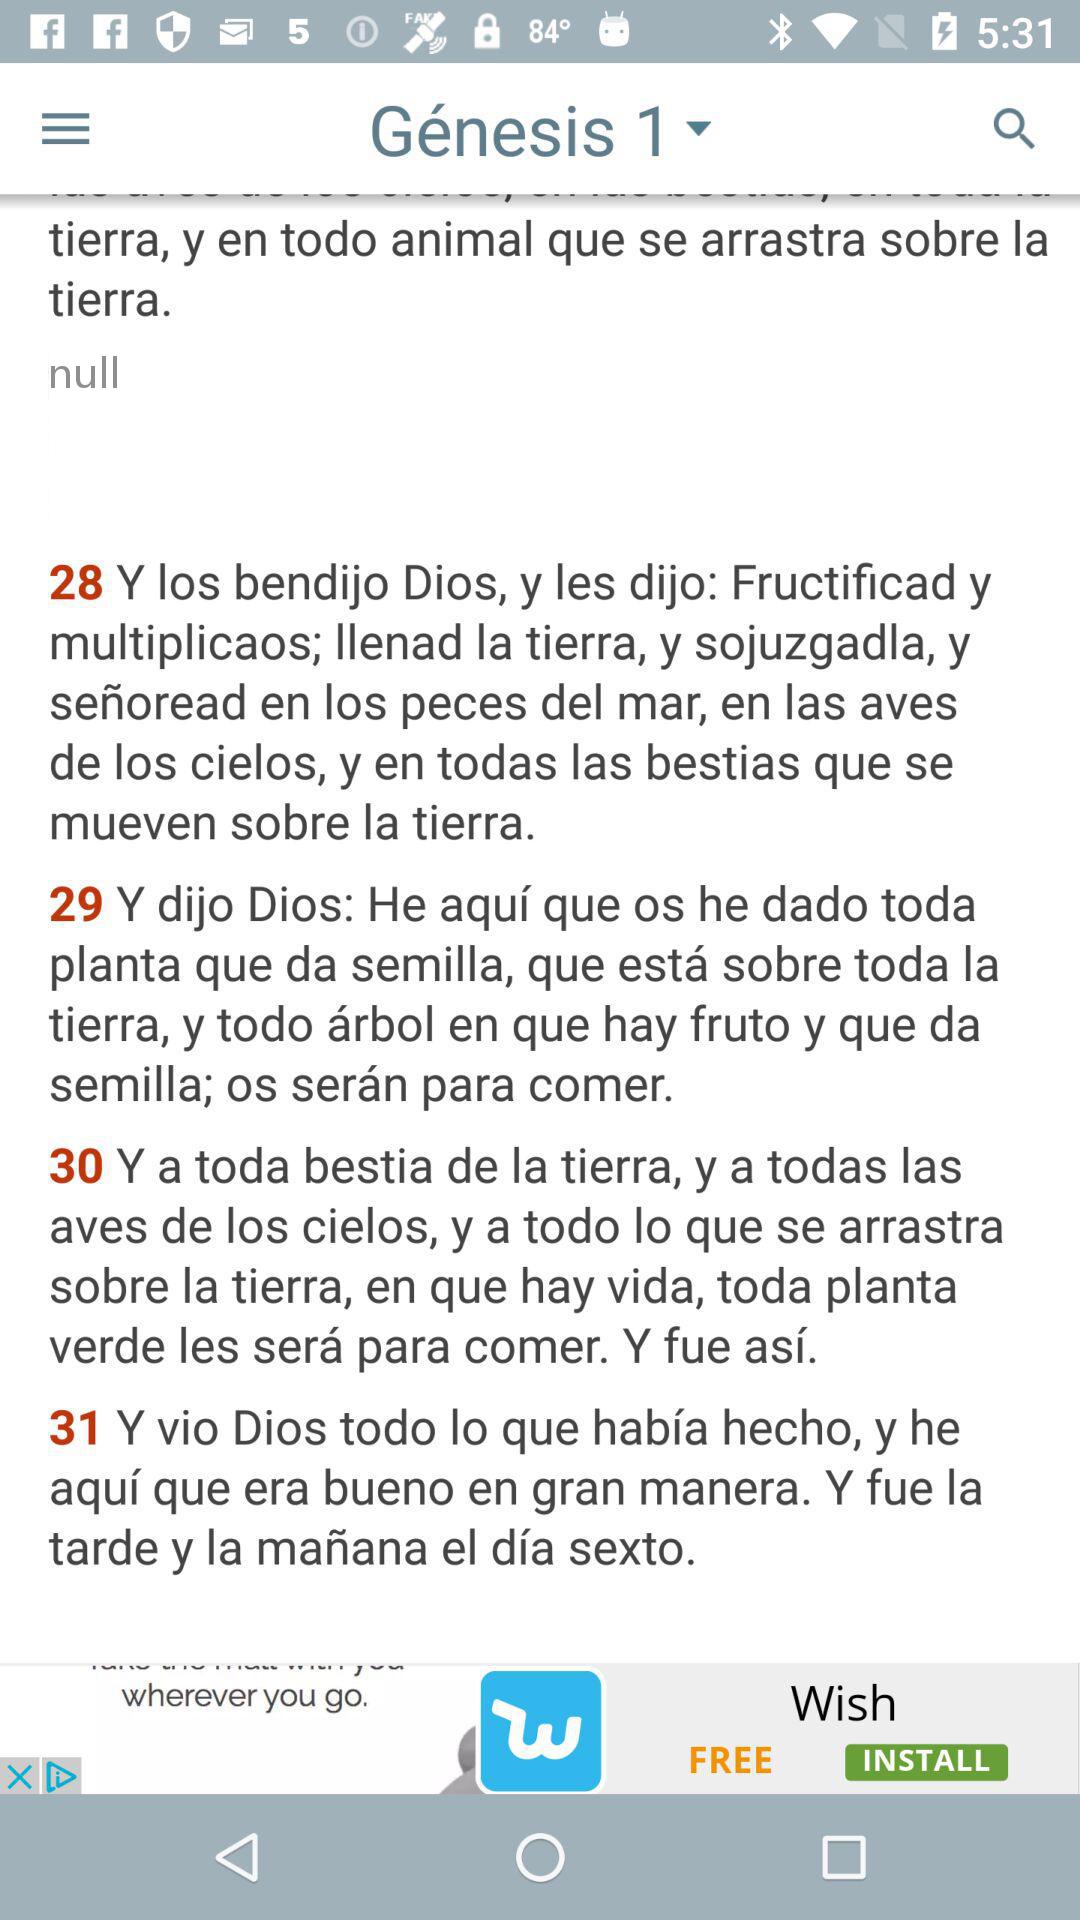 FAK
5 84° 5:31
Génesis 1
tierra, y en todo animal que se arrastra sobre la
tierra.
null
28 Y los bendijo Dios, y les dijo: Fructificad y
multiplicaos; llenad la tierra, y sojuzgadla, y
señoread en los peces del mar, en las aves
de los cielos, y en todas las bestias que se
mueven sobre la tierra.
29 Y dijo Dios: He aquí que os he dado toda
planta que da semilla, que está sobre toda la
tierra, y todo árbol en que hay fruto y que da
semilla; os serán para comer.
30 Y a toda bestia de la tierra, y a todas las
aves de los cielos, y a todo lo que se arrastra
sobre la tierra, en que hay vida, toda planta
verde les será para comer. Y fue así.
31 Y vio Dios todo lo que había hecho, y he
aquí que era bueno en gran manera. Y fue la
tarde y la mañana el día sexto.
wherever you go.
Wish
FREE INSTALL